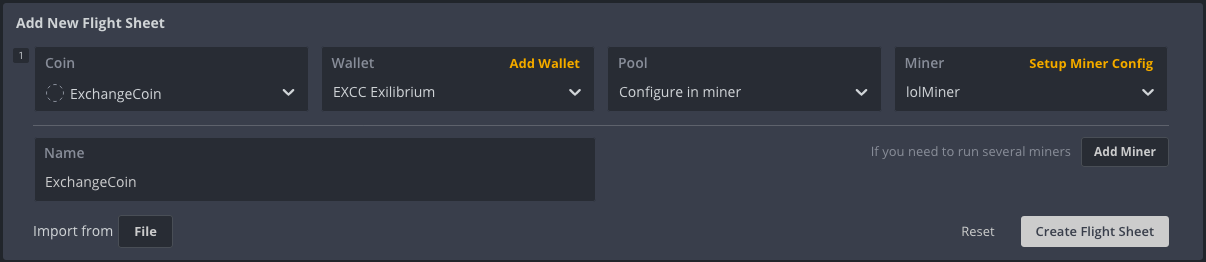 Add New Flight Sheet
1
Coin
ExchangeCoin
Wallet Add Wallet
EXCC Exilibrium
Pool
Configure in miner
Miner Setup Miner Config
lolMiner
Name
ExchangeCoin
If you need to run several miners Add Miner
Import from File
Reset Create Flight Sheet